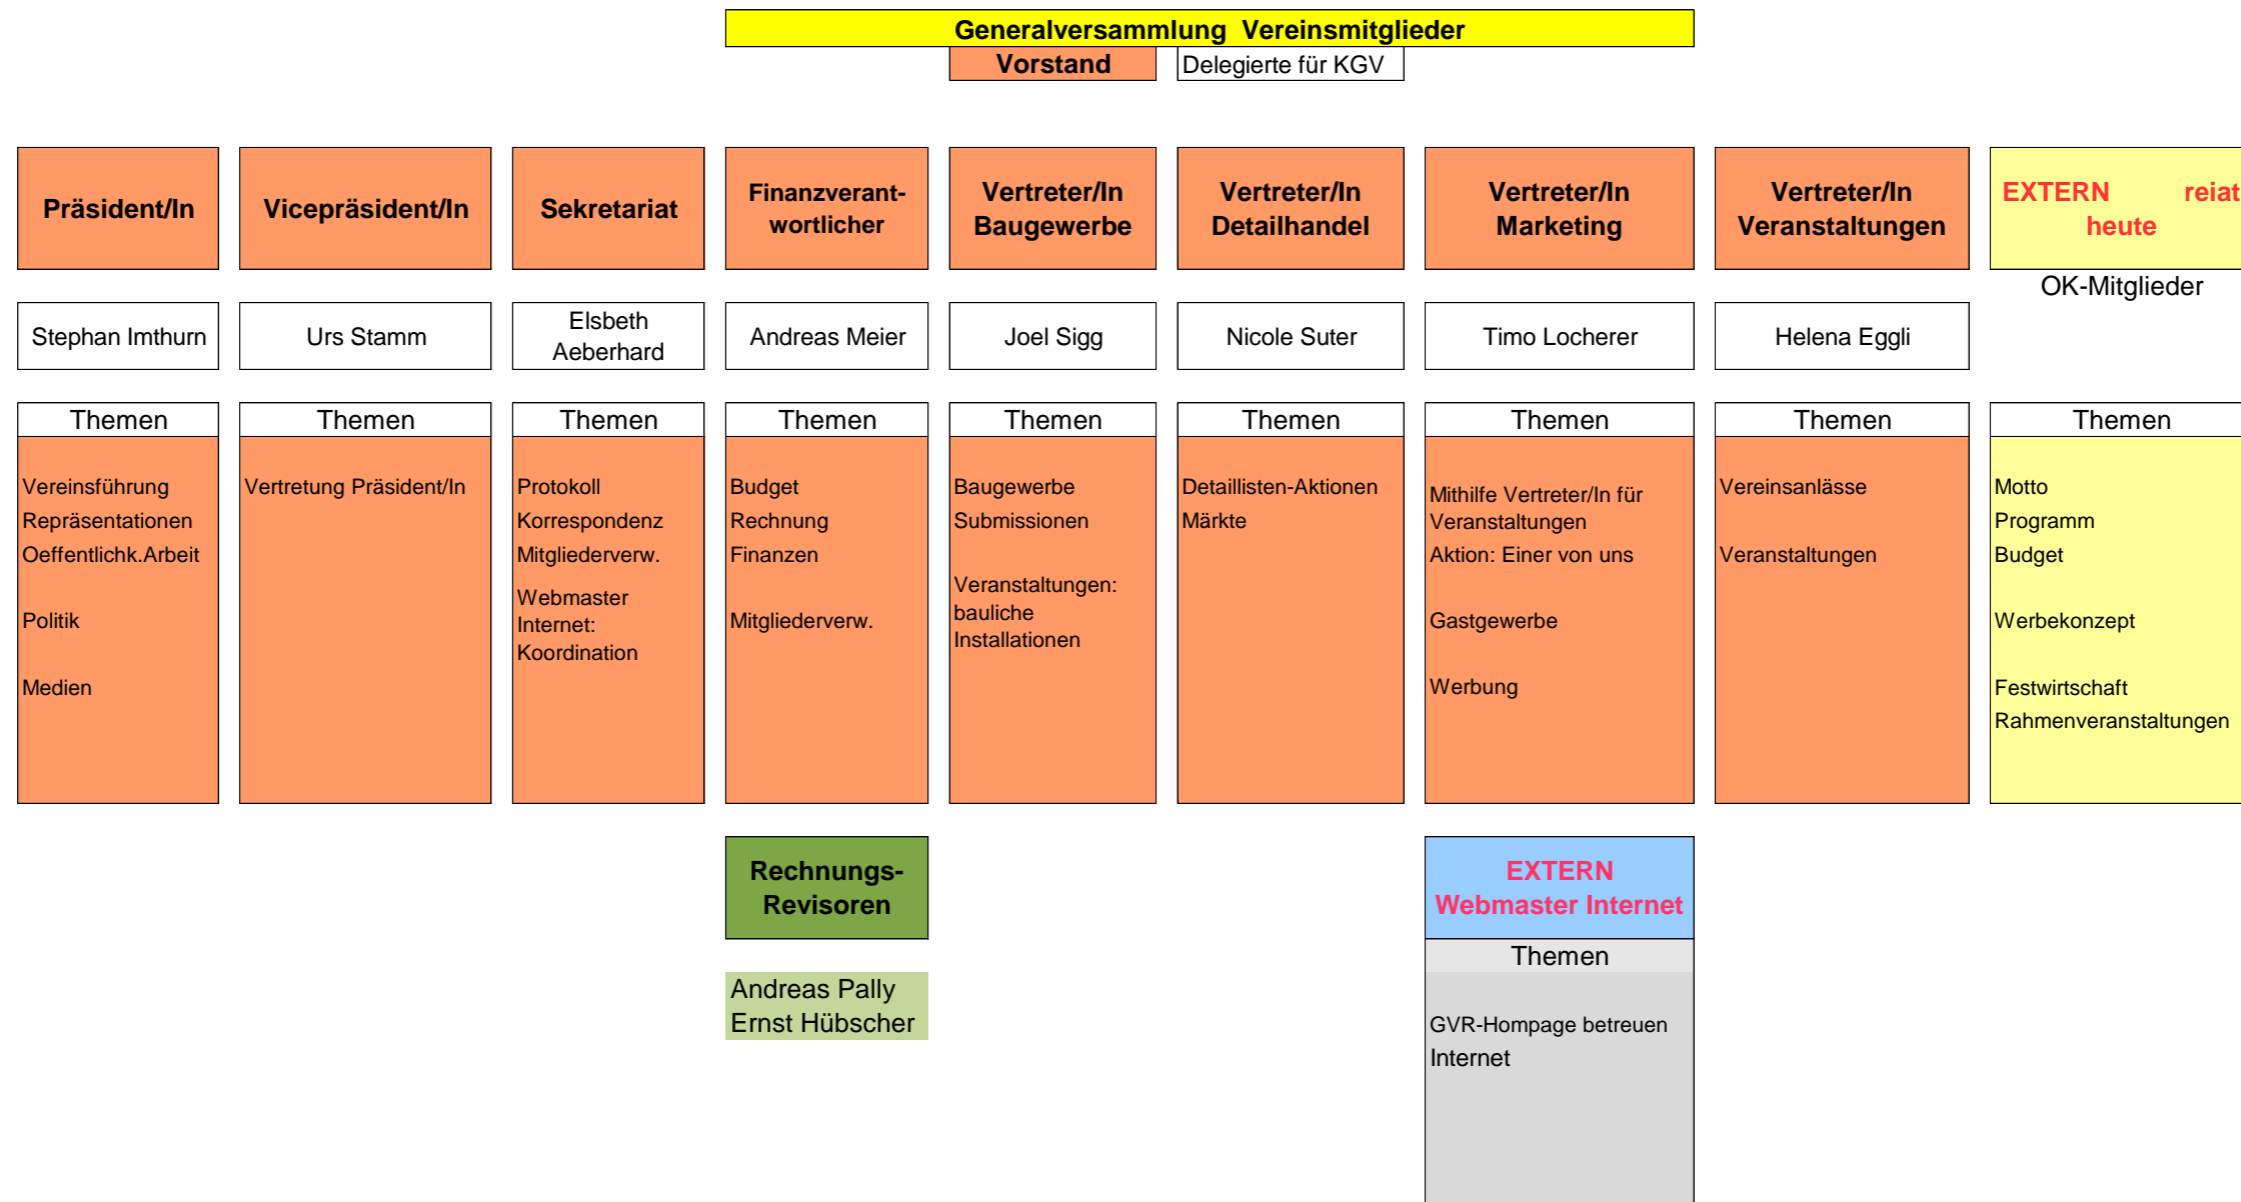 Generalversammlung Vereinsmitglieder
Vorstand
Delegierte für KGV
Präsident/In
Vicepräsident/In
Sekretariat
Finanzverant-
wortlicher
Vertreter/In
Baugewerbe
Vertreter/In
Detailhandel
Vertreter/In
Marketing
Vertreter/In
Veranstaltungen
EXTERN reiat
heute
OK-Mitglieder
Stephan Imthurn
Urs Stamm
Elsbeth
Aeberhard
Andreas Meier
Joel Sigg
Nicole Suter
Timo Locherer
Helena Eggli
Themen
Vereinsführung
Repräsentationen
Oeffentlichk.Arbeit
Politik
Medien
Themen
Vertretung Präsident/In
Themen
Protokoll
Korrespondenz
Mitgliederverw.
Webmaster
Internet:
Koordination
Themen
Budget
Rechnung
Finanzen
Mitgliederverw.
Themen
Baugewerbe
Submissionen
Veranstaltungen:
bauliche
Installationen
Themen
Detaillisten-Aktionen
Märkte
Themen
Mithilfe Vertreter/In für
Veranstaltungen
Aktion: Einer von uns
Gastgewerbe
Werbung
Themen
Vereinsanlässe
Veranstaltungen
Themen
Motto
Programm
Budget
Werbekonzept
Festwirtschaft
Rahmenveranstaltungen
Rechnungs-
Revisoren
Andreas Pally
Ernst Hübscher
EXTERN
Webmaster Internet
Themen
GVR-Hompage betreuen
Internet